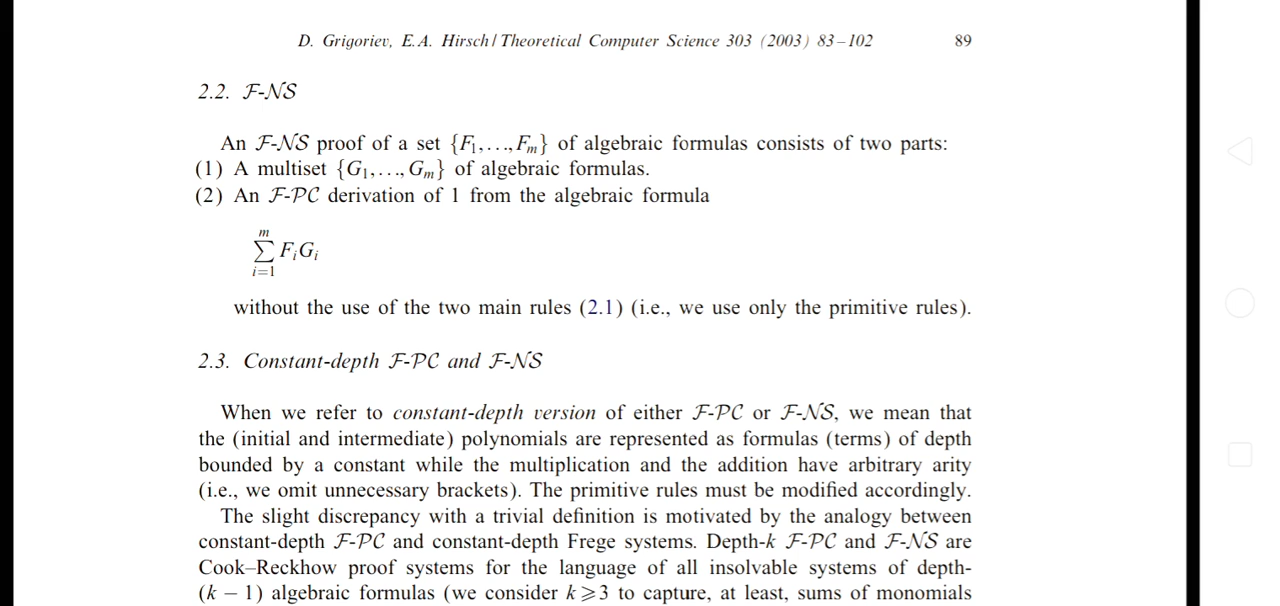 D. Grigoriev, E.A. Hirsch / Theoretical Computer Science 303 (2003) 83–102 89
2.2. ℱ-𝒩𝒮
An ℱ-𝒩𝒮 proof of a set {F₁,..., Fₘ} of algebraic formulas consists of two parts:
(1) A multiset {G₁,..., Gₘ} of algebraic formulas.
(2) An ℱ-𝒫𝒞 derivation of 1 from the algebraic formula
m
∑ FᵢGᵢ
i=1
without the use of the two main rules (2.1) (i.e., we use only the primitive rules).
2.3. Constant-depth ℱ-𝒫𝒞 and ℱ-𝒩𝒮
When we refer to constant-depth version of either ℱ-𝒫𝒞 or ℱ-𝒩𝒮, we mean that
the (initial and intermediate) polynomials are represented as formulas (terms) of depth
bounded by a constant while the multiplication and the addition have arbitrary arity
(i.e., we omit unnecessary brackets). The primitive rules must be modified accordingly.
The slight discrepancy with a trivial definition is motivated by the analogy between
constant-depth ℱ-𝒫𝒞 and constant-depth Frege systems. Depth-k ℱ-𝒫𝒞 and ℱ-𝒩𝒮 are
Cook–Reckhow proof systems for the language of all insolvable systems of depth-
(k − 1) algebraic formulas (we consider k⩾3 to capture, at least, sums of monomials